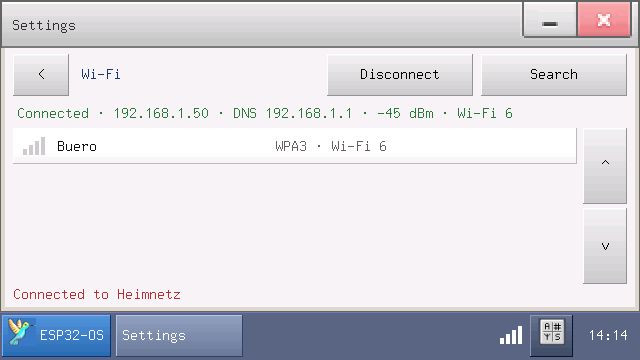 Settings
< Wi-Fi Disconnect Search
Connected · 192.168.1.50 · DNS 192.168.1.1 · -45 dBm · Wi-Fi 6
Buero WPA3 · Wi-Fi 6
Connected to Heimnetz
ESP32-OS Settings A#TS 14:14